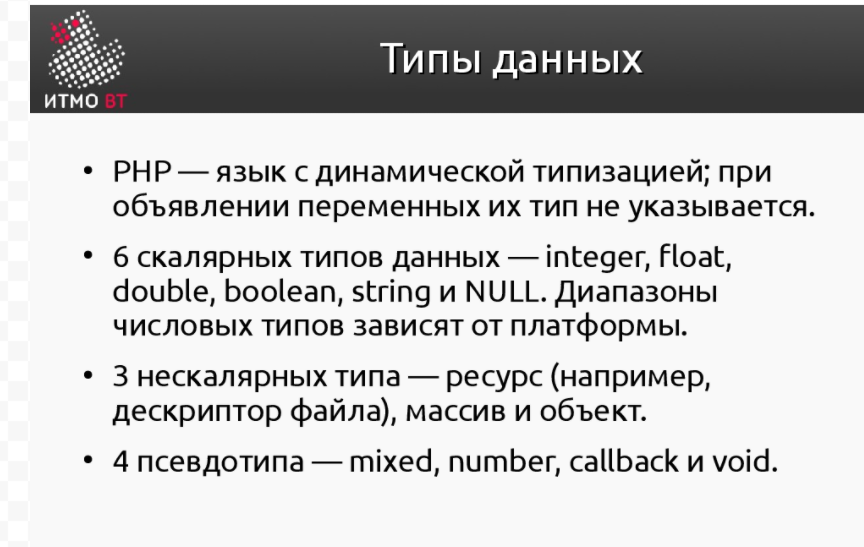 ИТМО ВТ
Типы данных
• PHP — язык с динамической типизацией; при
объявлении переменных их тип не указывается.
• 6 скалярных типов данных — integer, float,
double, boolean, string и NULL. Диапазоны
числовых типов зависят от платформы.
• 3 нескалярных типа — ресурс (например,
дескриптор файла), массив и объект.
• 4 псевдотипа — mixed, number, callback и void.